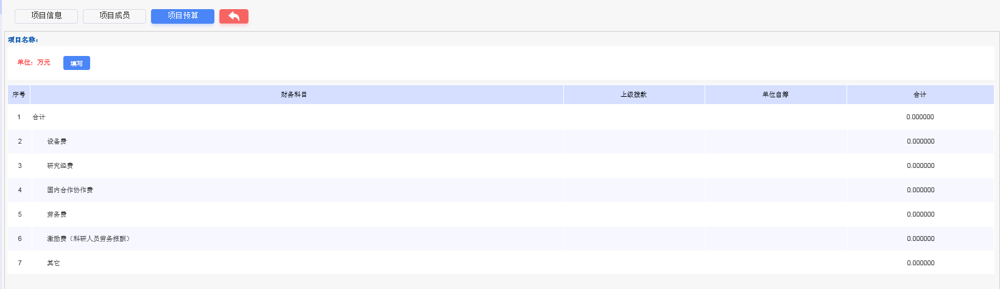 项目信息 项目成员 项目预算
项目名称：
单位：万元 填写
序号 财务科目 上级拨款 单位自筹 合计
1 合计 0.000000
2 设备费 0.000000
3 研究经费 0.000000
4 国内合作协作费 0.000000
5 劳务费 0.000000
6 激励费（科研人员劳务报酬） 0.000000
7 其它 0.000000